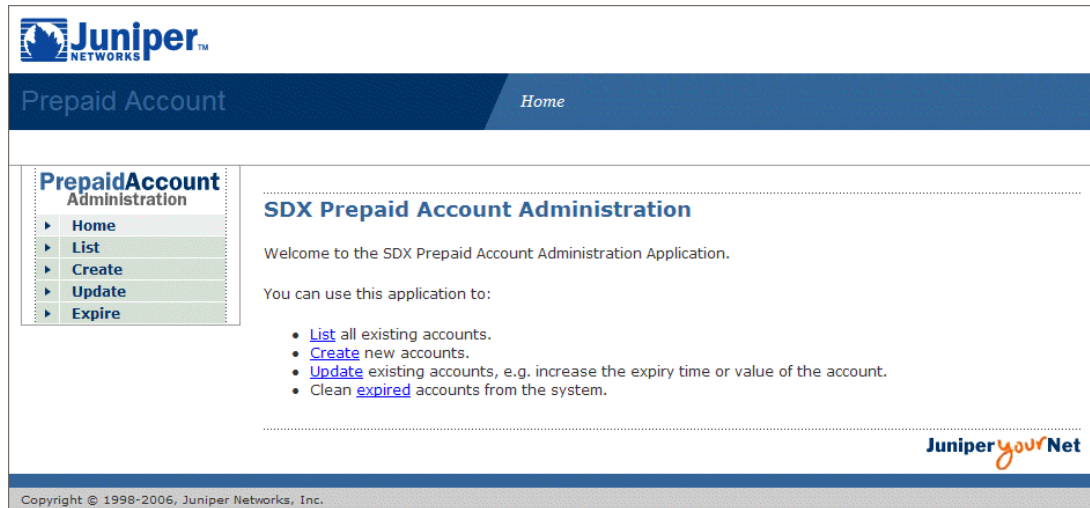 Juniper™
NETWORKS
Prepaid Account
Home
PrepaidAccount
Administration
Home
List
Create
Update
Expire
SDX Prepaid Account Administration
Welcome to the SDX Prepaid Account Administration Application.
You can use this application to:
• List all existing accounts.
• Create new accounts.
• Update existing accounts, e.g. increase the expiry time or value of the account.
• Clean expired accounts from the system.
Juniper your Net
Copyright © 1998-2006, Juniper Networks, Inc.